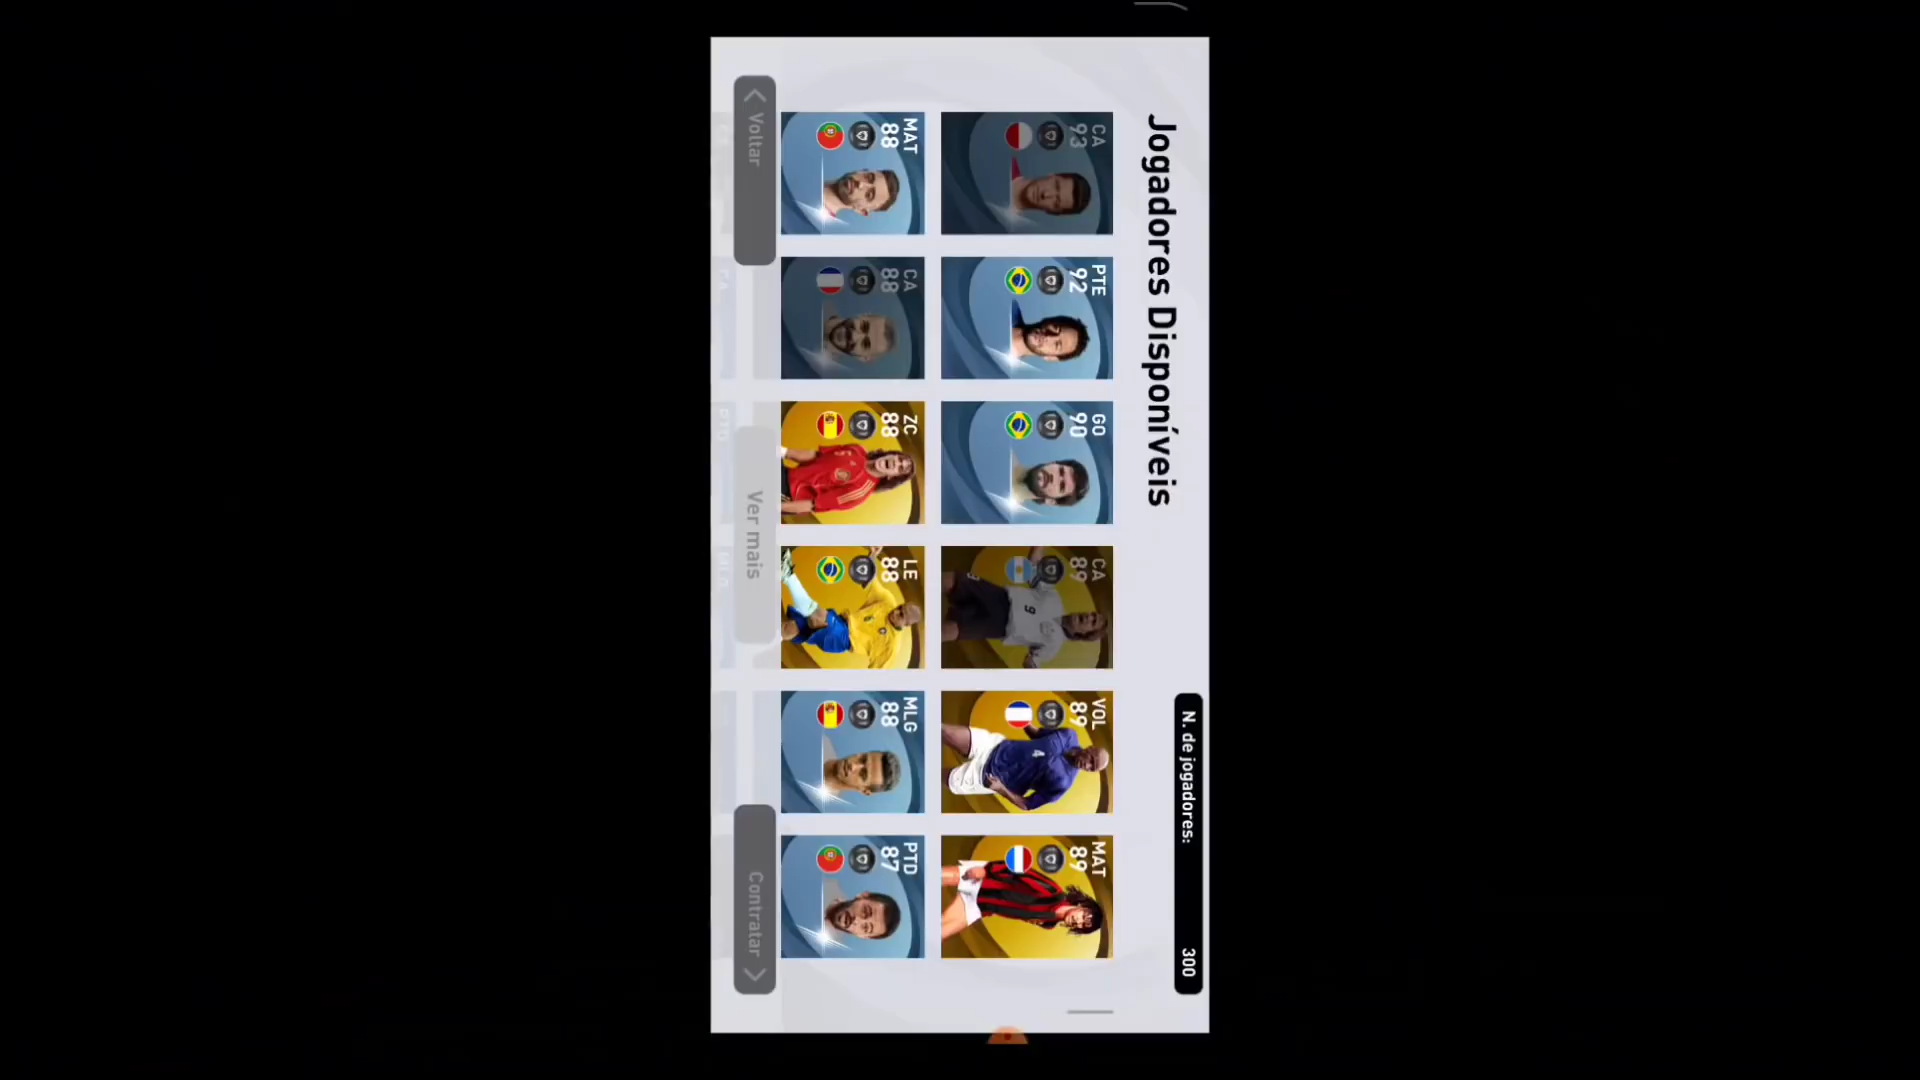 Jogadores Disponíveis
N. de jogadores: 300
CA
93
PTE
92
GO
90
CA
89
VOL
89
MAT
89
MAT
88
CA
88
ZC
88
LE
88
MLG
88
PTD
87
Voltar
Ver mais
Contratar